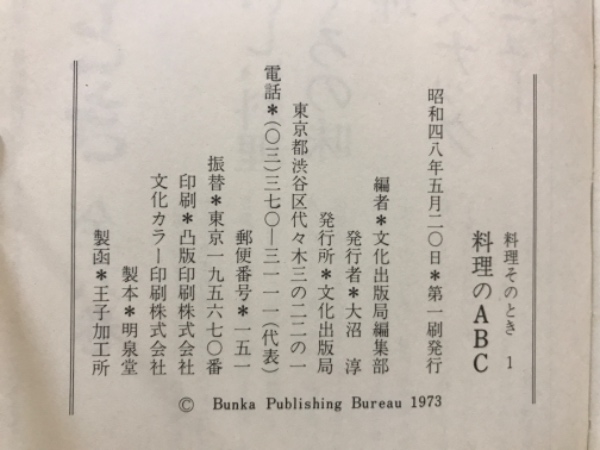 料理そのとき 1
料理のABC
昭和四八年五月二〇日＊第一刷発行
編者＊文化出版局編集部
発行者＊大沼 淳
発行所＊文化出版局
東京都渋谷区代々木三の二二の一
電話＊(〇三)三七〇―三一一一(代表)
郵便番号＊一五一
振替＊東京一九五六七〇番
印刷＊凸版印刷株式会社
文化カラー印刷株式会社
製本＊明泉堂
製函＊王子加工所
© Bunka Publishing Bureau 1973